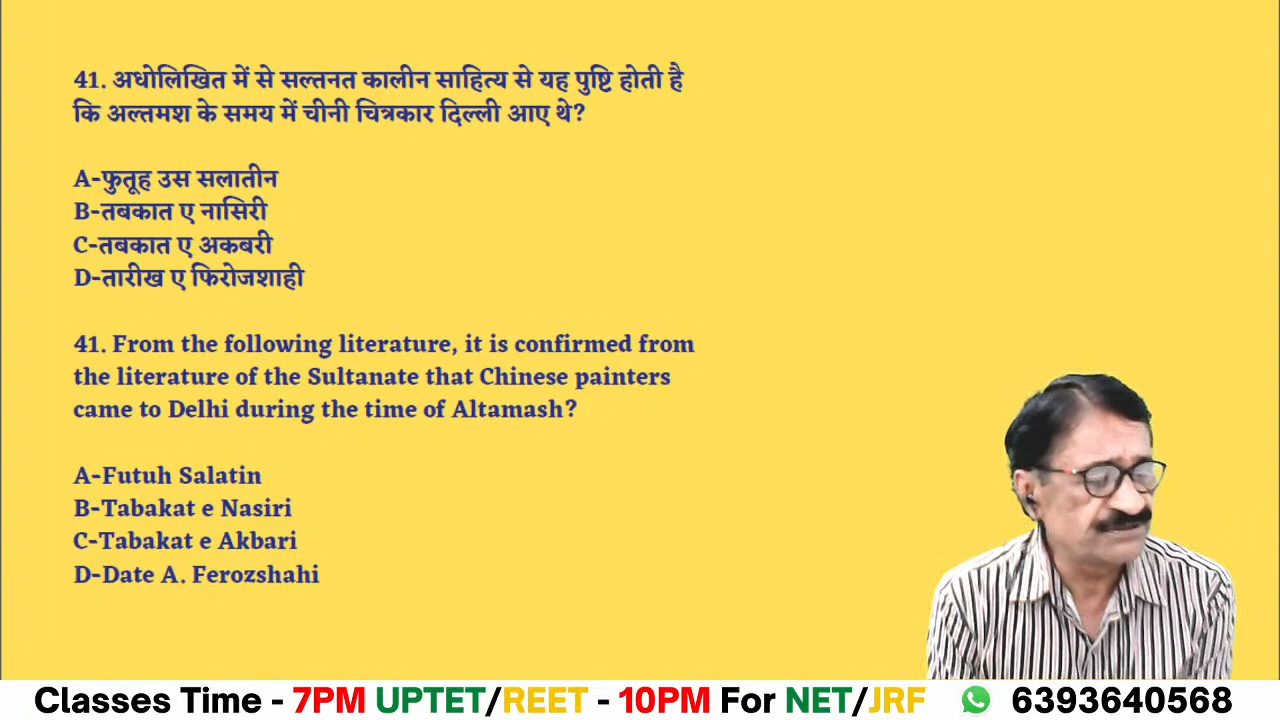 41. अधोलिखित में से सल्तनत कालीन साहित्य से यह पुष्टि होती है
कि अल्तमश के समय में चीनी चित्रकार दिल्ली आए थे?
A-फुतूह उस सलातीन
B-तबकात ए नासिरी
C-तबकात ए अकबरी
D-तारीख ए फिरोजशाही
41. From the following literature, it is confirmed from
the literature of the Sultanate that Chinese painters
came to Delhi during the time of Altamash?
A-Futuh Salatin
B-Tabakat e Nasiri
C-Tabakat e Akbari
D-Date A. Ferozshahi
Classes Time - 7PM UPTET/REET - 10PM For NET/JRF 6393640568